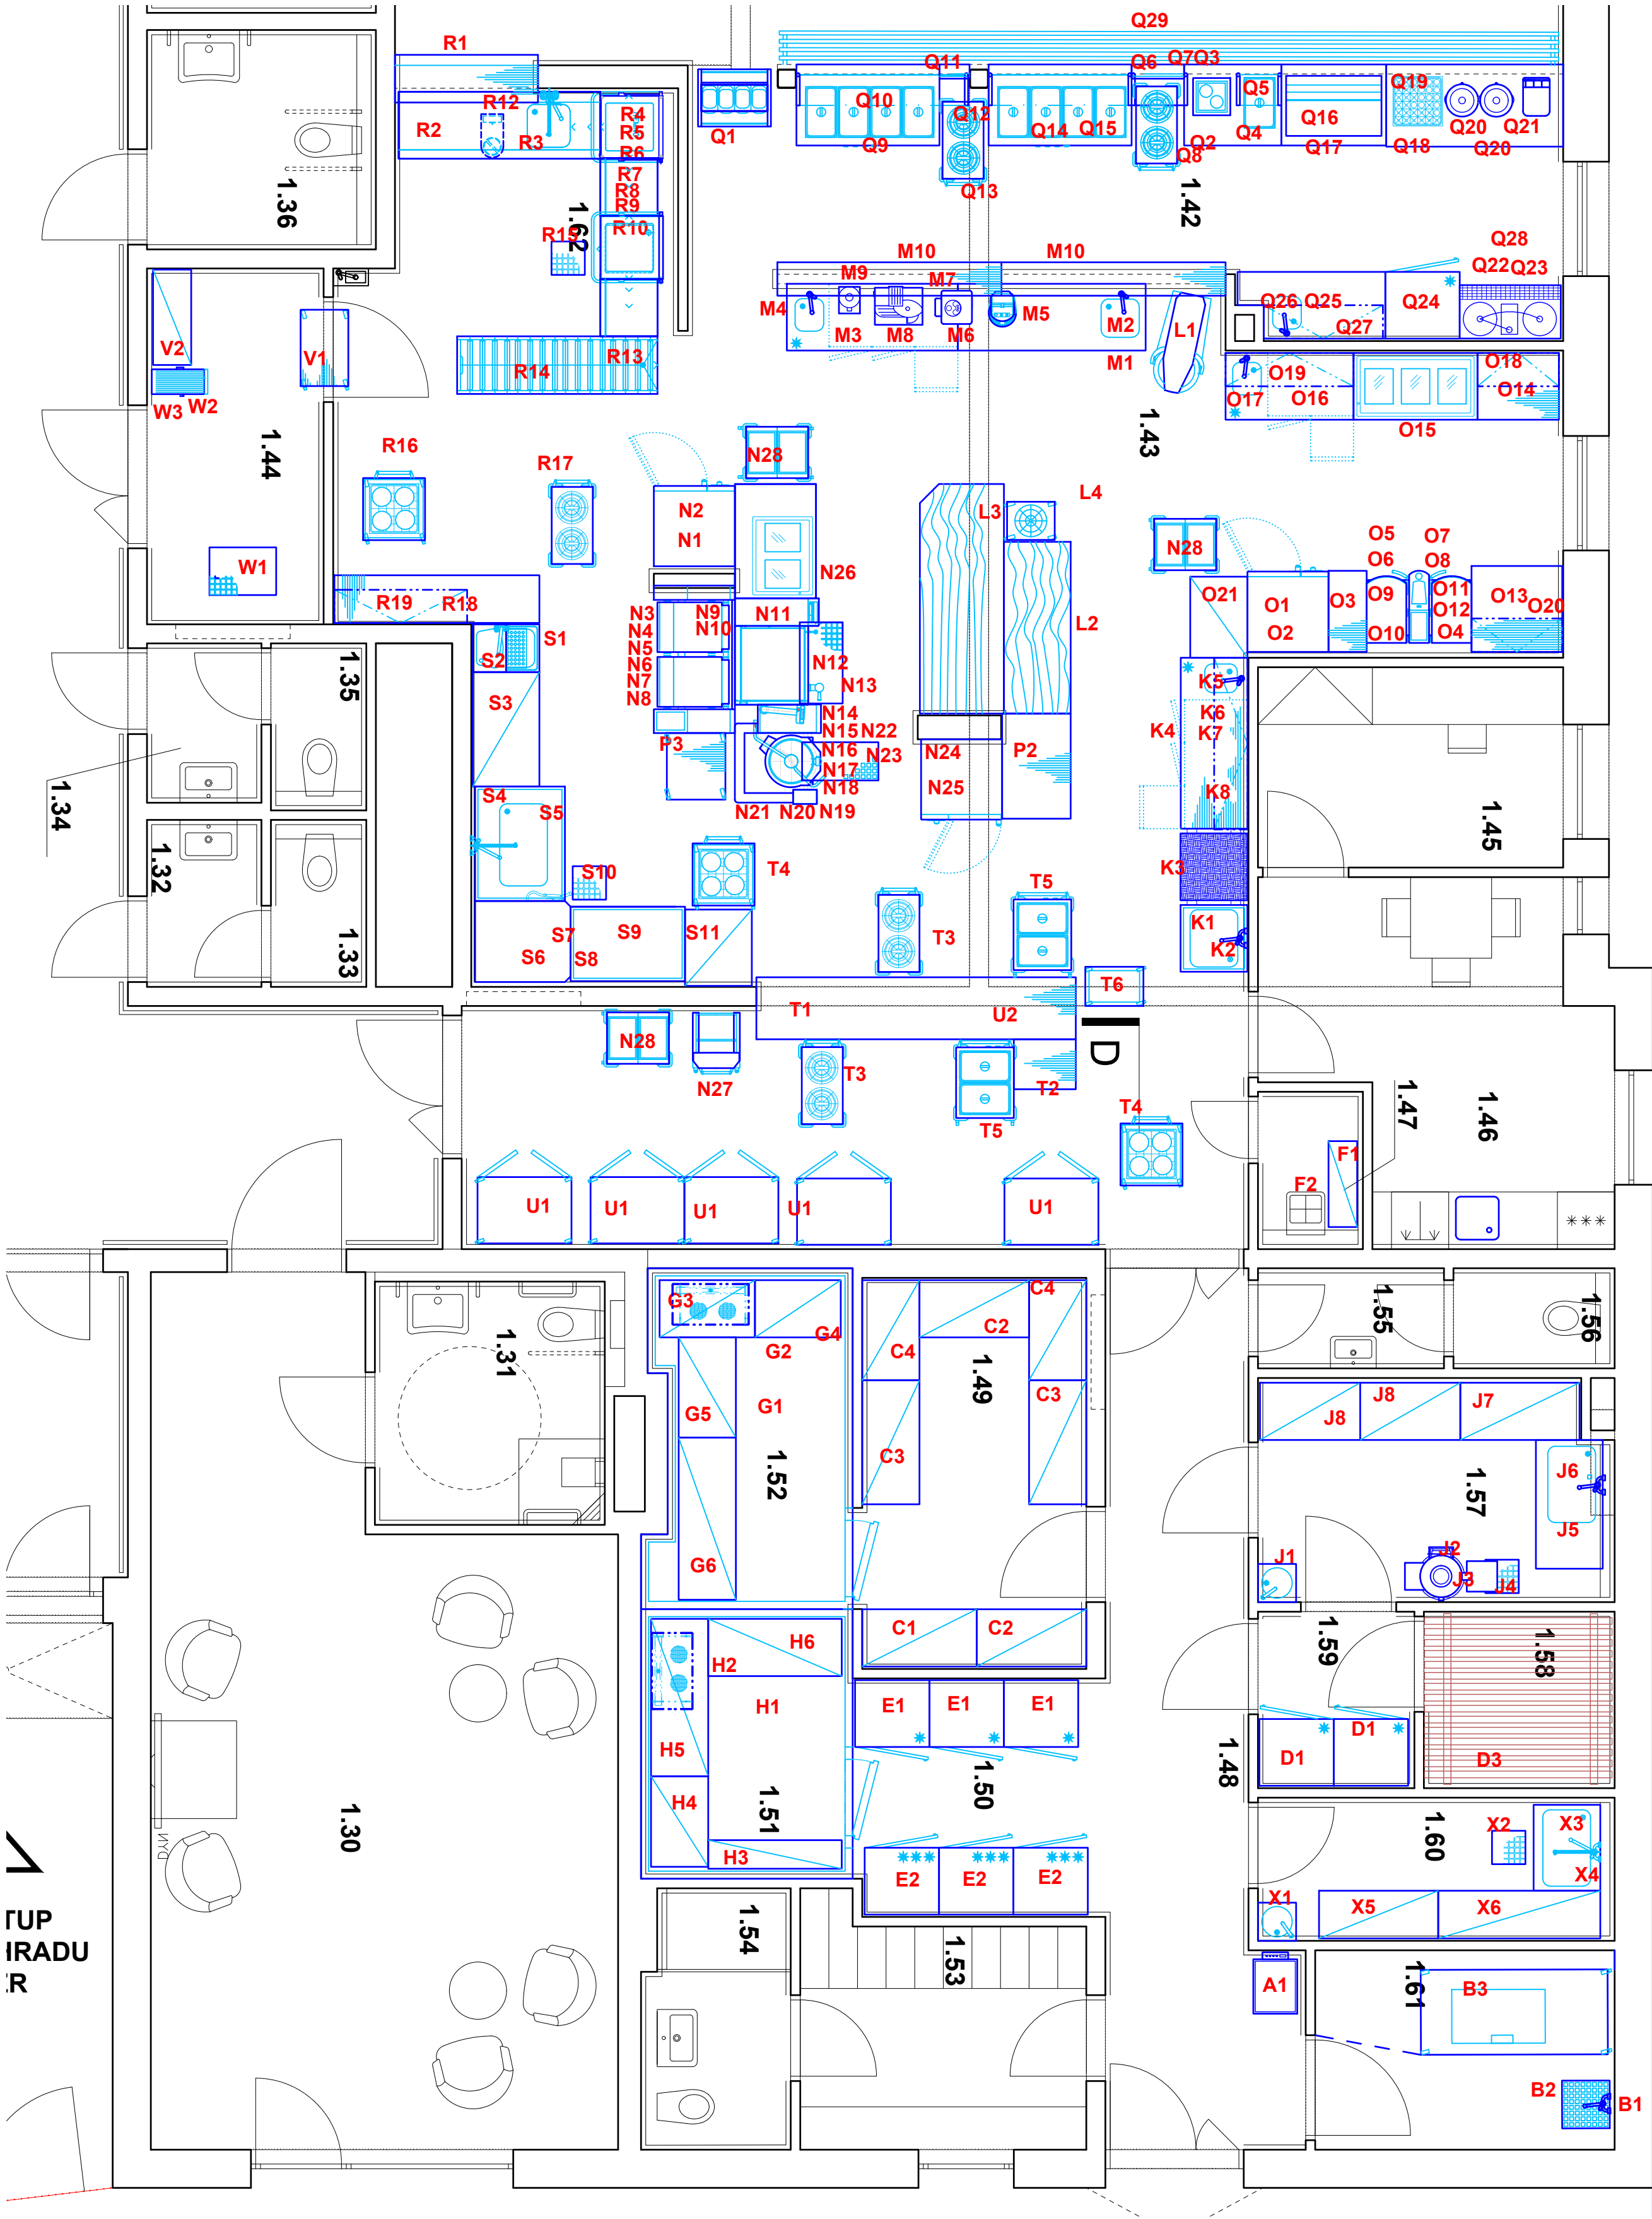 Q29
R1
Q11
Q6
Q7Q3
R12
R4
Q10
Q12
Q5
Q19
R2
R3
R5
Q1
Q14
Q15
Q16
Q20
Q21
R6
Q9
Q8
Q2
Q4
Q17
Q18
Q20
R7
R8
R9
Q13
1.36
1.62
R10
1.42
R15
M10
M10
Q28
Q22Q23
M9
M7
M4
M5
M2
L1
Q26
Q25
Q24
V2
V1
M3
M8
M6
M1
Q27
R13
R14
O18
O19
O14
W3
W2
O17
O16
O15
1.43
1.44
R16
R17
N28
N2
N1
L3
L4
O5
O7
O6
O8
N28
W1
N26
O21
O1
O3
O9
O11
O13
O20
O12
O2
O10
O4
R19
R18
N3
N9
N11
L2
N4
N10
S1
N5
S2
N6
N12
1.35
N7
N13
K5
S3
N8
N14
K6
K4
K7
P3
N15
N22
N16
N23
N24
P2
N17
N18
N25
K8
1.34
S4
S5
N21
N20
N19
1.45
1.32
S10
T4
K3
T5
1.33
S7
S9
S11
T3
K1
S6
S8
K2
T6
T1
U2
N28
D
N27
T3
T2
T5
T4
1.47
1.46
F1
F2
U1
U1
U1
U1
U1
***
C4
G3
C2
G4
G2
C4
1.31
1.49
1.55
1.56
C3
G5
G1
J8
J8
J7
C3
1.52
1.57
J6
J5
G6
J1
J2
J3
J4
C1
C2
H6
H2
1.59
1.58
H1
E1
E1
E1
H5
D1
D1
D3
1.48
H4
1.51
1.50
1.30
DVM
X2
X3
1.60
H3
E2
E2
E2
X4
X1
X5
X6
TUP
HRADU
ER
1.54
1.53
A1
1.61
B3
B2
B1